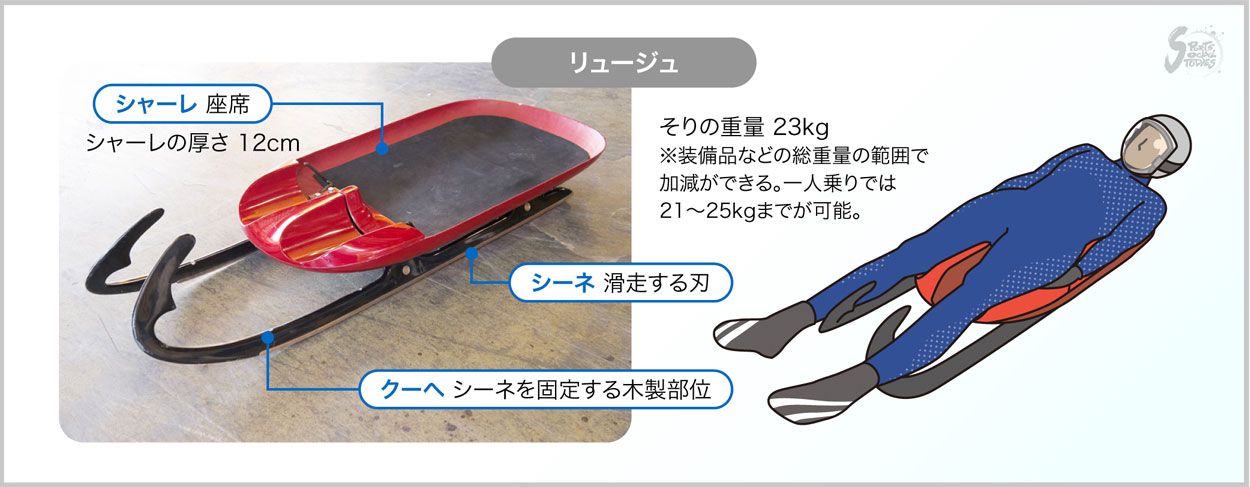 リュージュ
シャーレ 座席
シャーレの厚さ 12cm
シーネ 滑走する刃
クーヘ シーネを固定する木製部位
そりの重量 23kg
※装備品などの総重量の範囲で
加減ができる。一人乗りでは
21〜25kgまでが可能。
SPORTS
SOCIAL
STUDIES